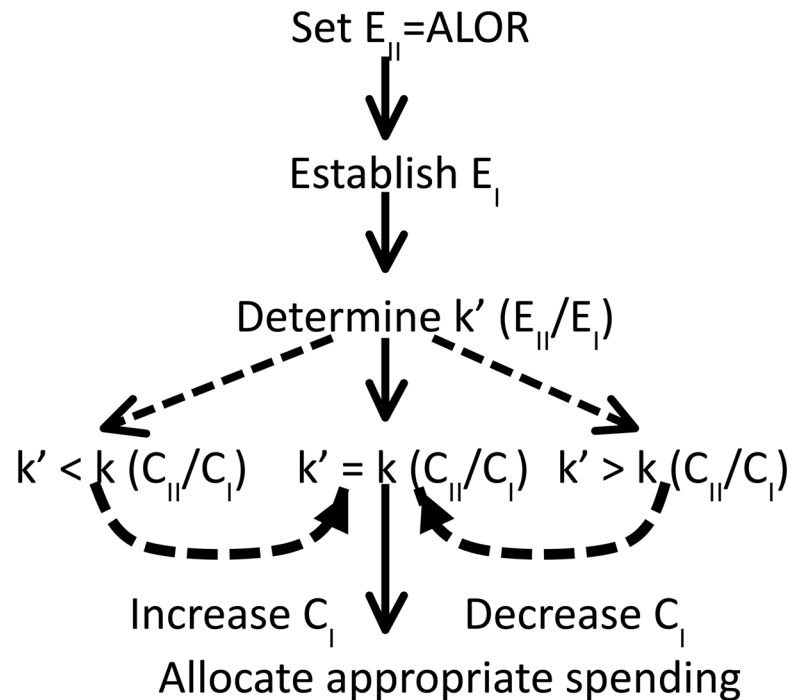 Set E_II=ALOR
Establish E_I
Determine k’ (E_II/E_I)
k’ < k (C_II/C_I) k’ = k (C_II/C_I) k’ > k (C_II/C_I)
Increase C_I Decrease C_I
Allocate appropriate spending